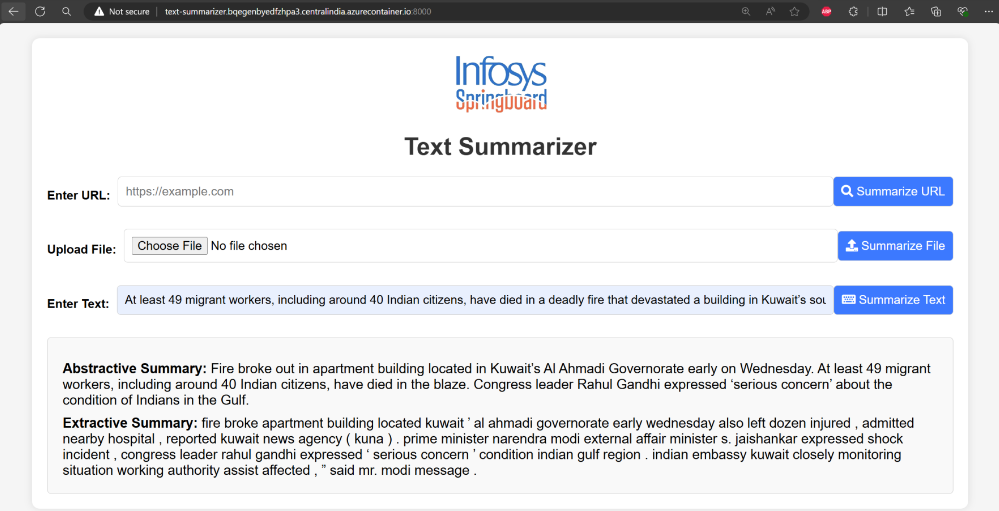 Not secure
text-summarizer.bqegenbyedfzhpa3.centralindia.azurecontainer.io:8000
ABP
Infosys
Springboard
Text Summarizer
Enter URL: https://example.com Summarize URL
Upload File: Choose File No file chosen Summarize File
Enter Text: At least 49 migrant workers, including around 40 Indian citizens, have died in a deadly fire that devastated a building in Kuwait’s sou Summarize Text
Abstractive Summary: Fire broke out in apartment building located in Kuwait’s Al Ahmadi Governorate early on Wednesday. At least 49 migrant
workers, including around 40 Indian citizens, have died in the blaze. Congress leader Rahul Gandhi expressed ‘serious concern’ about the
condition of Indians in the Gulf.
Extractive Summary: fire broke apartment building located kuwait ’ al ahmadi governorate early wednesday also left dozen injured , admitted
nearby hospital , reported kuwait news agency ( kuna ) . prime minister narendra modi external affair minister s. jaishankar expressed shock
incident , congress leader rahul gandhi expressed ‘ serious concern ’ condition indian gulf region . indian embassy kuwait closely monitoring
situation working authority assist affected , ” said mr. modi message .